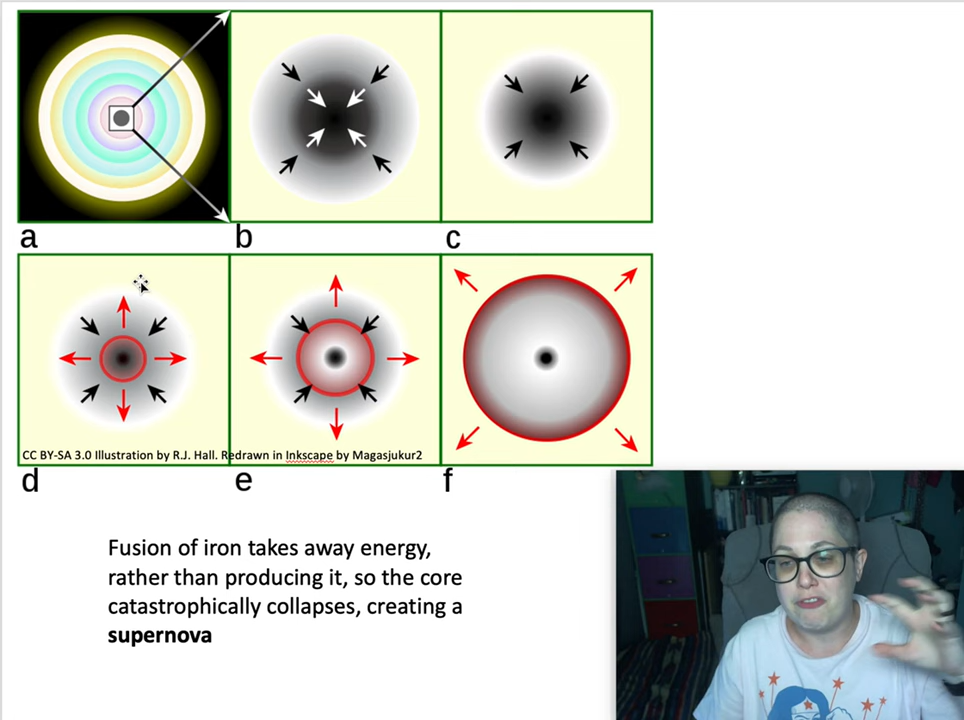 a b c
CC BY-SA 3.0 Illustration by R.J. Hall. Redrawn in Inkscape by Magasjukur2
d e f
Fusion of iron takes away energy,
rather than producing it, so the core
catastrophically collapses, creating a
supernova